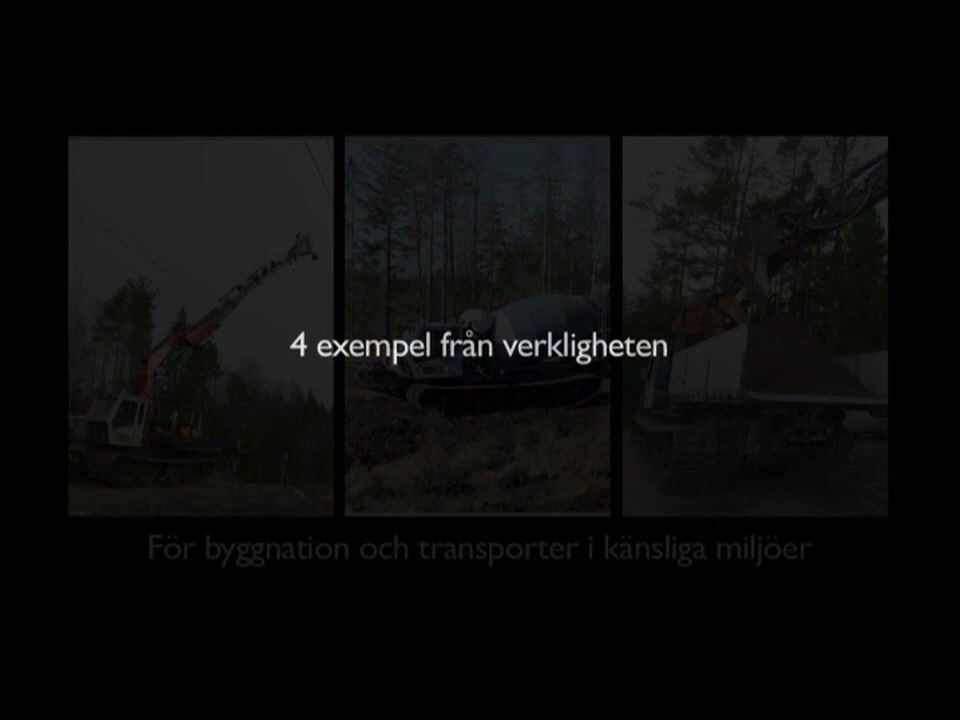 4 exempel från verkligheten
För byggnation och transporter i känsliga miljöer